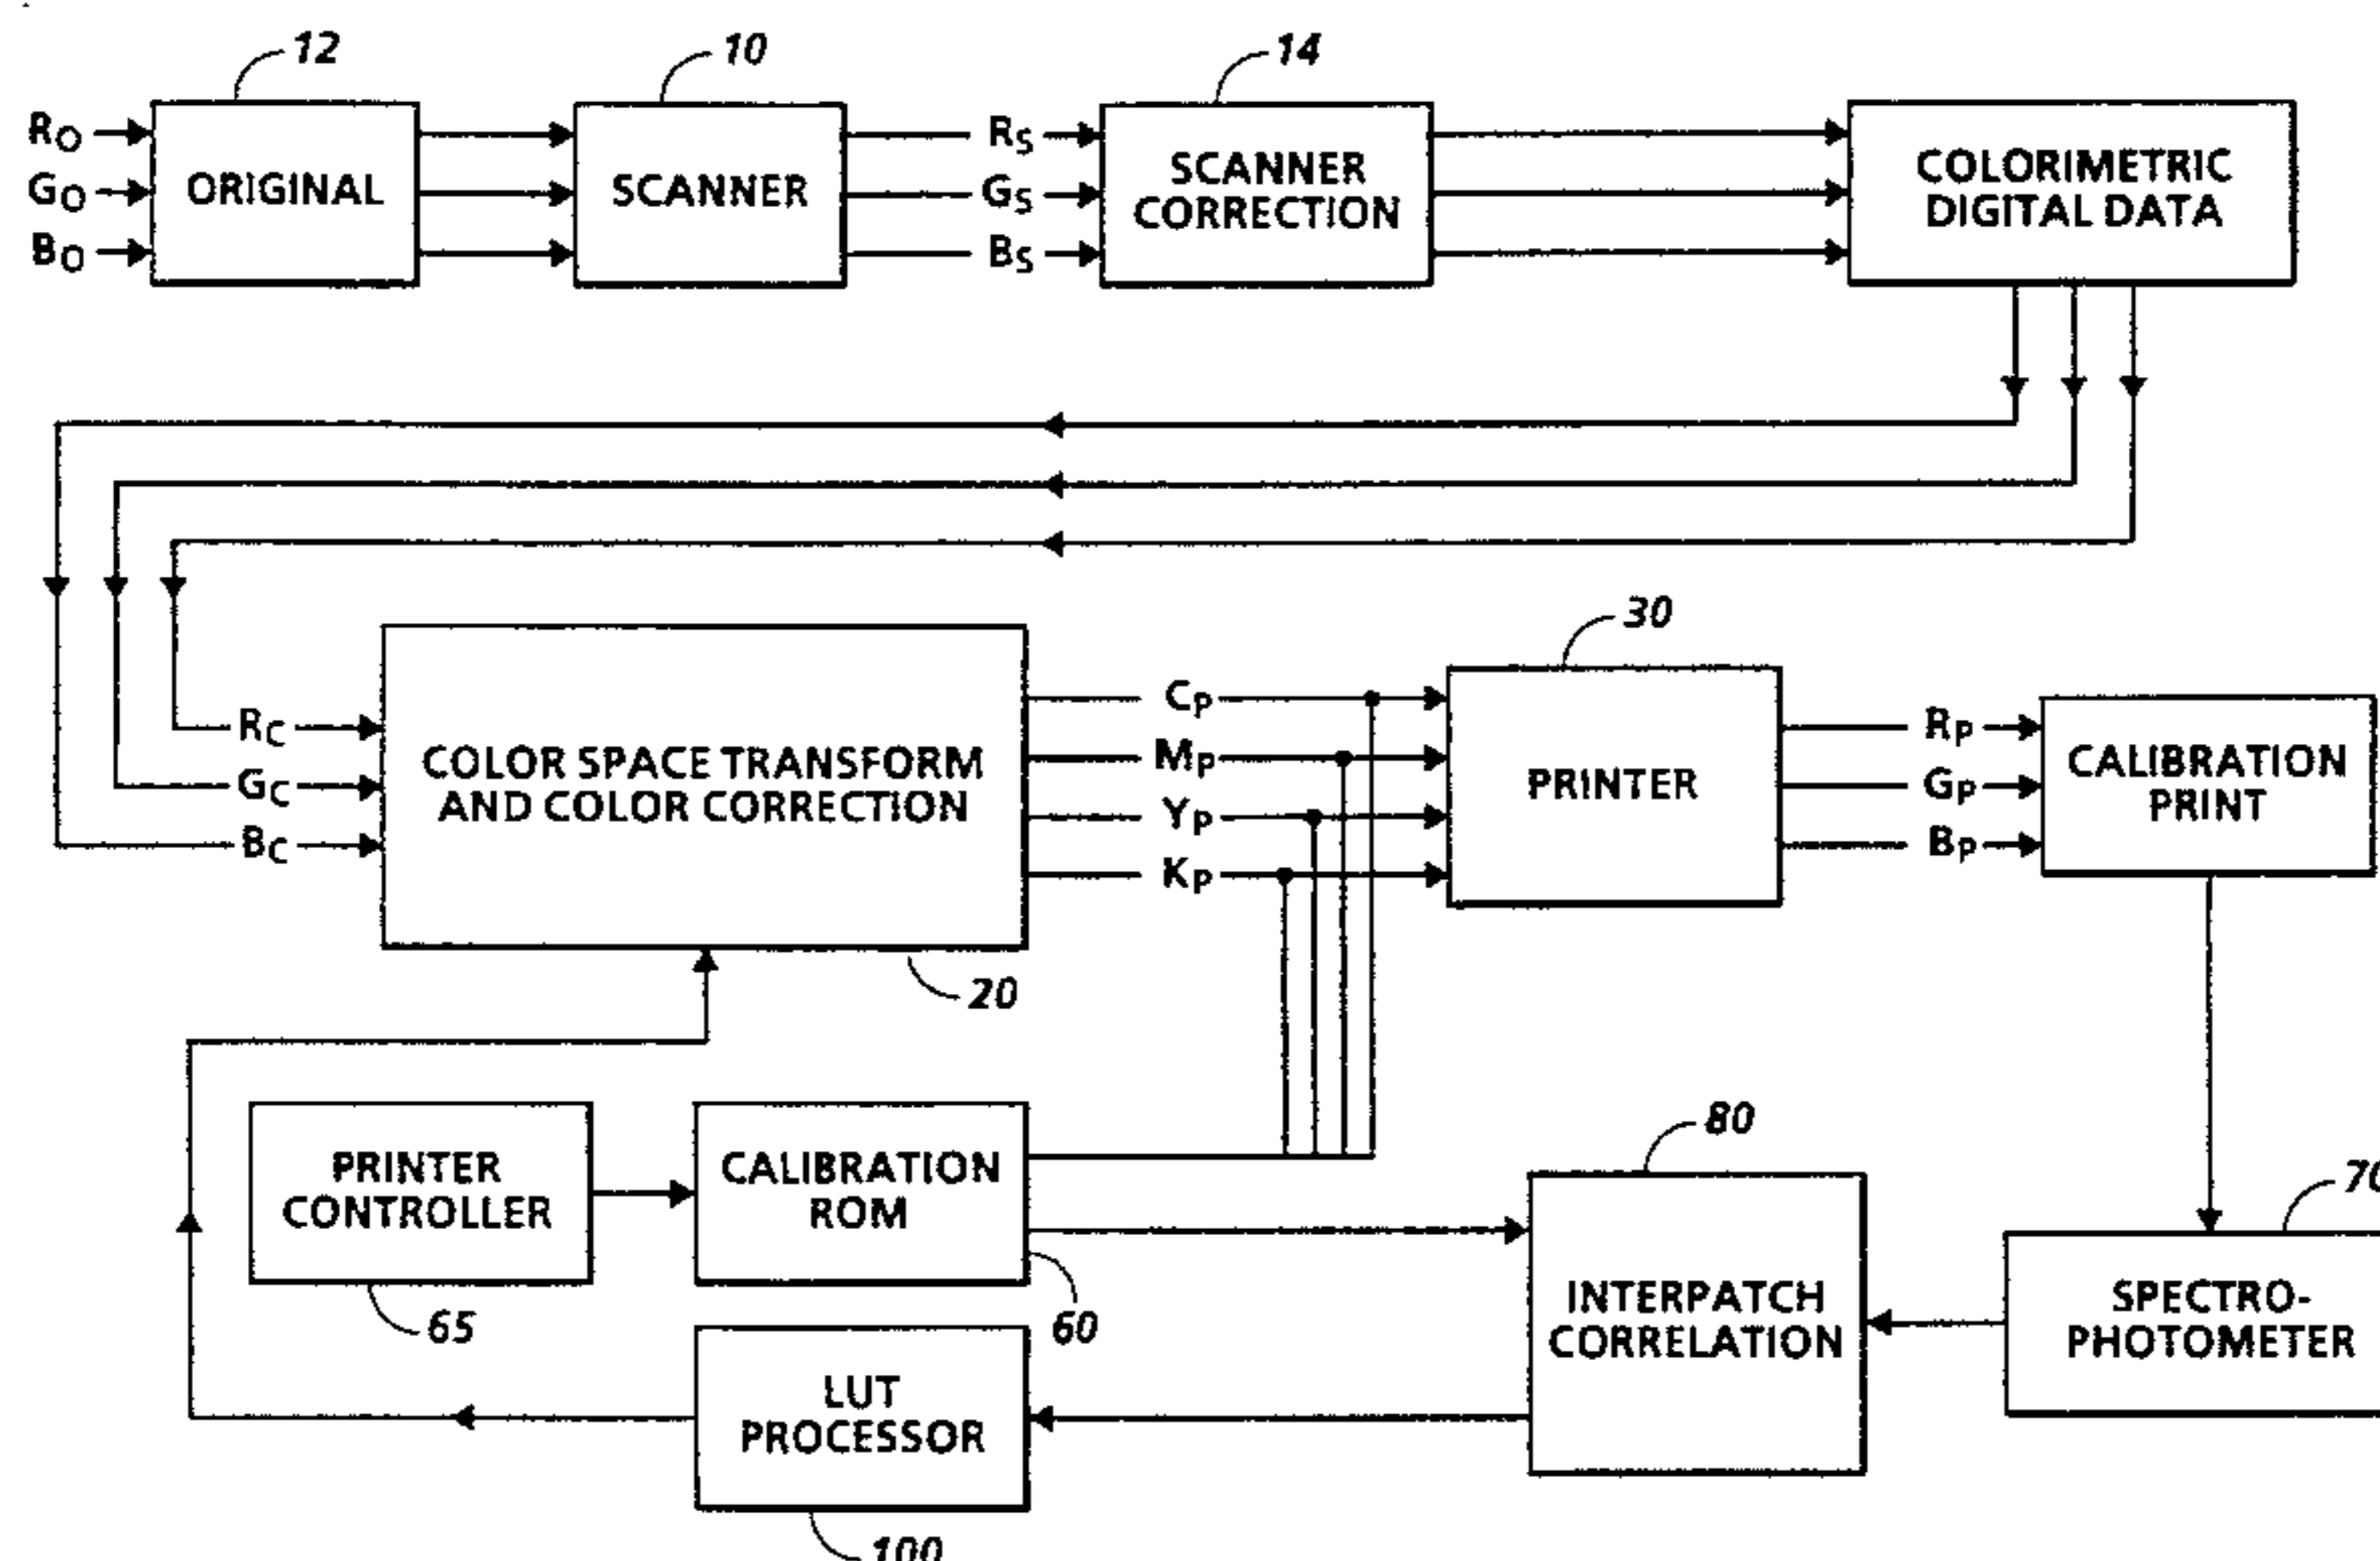 12
10
14
RO
GO
BO
ORIGINAL
SCANNER
RS
GS
BS
SCANNER
CORRECTION
COLORIMETRIC
DIGITAL DATA
30
RC
GC
BC
COLOR SPACE TRANSFORM
AND COLOR CORRECTION
CP
MP
YP
KP
PRINTER
RP
GP
BP
CALIBRATION
PRINT
20
80
70
PRINTER
CONTROLLER
CALIBRATION
ROM
65
60
INTERPATCH
CORRELATION
SPECTRO-
PHOTOMETER
LUT
PROCESSOR
100